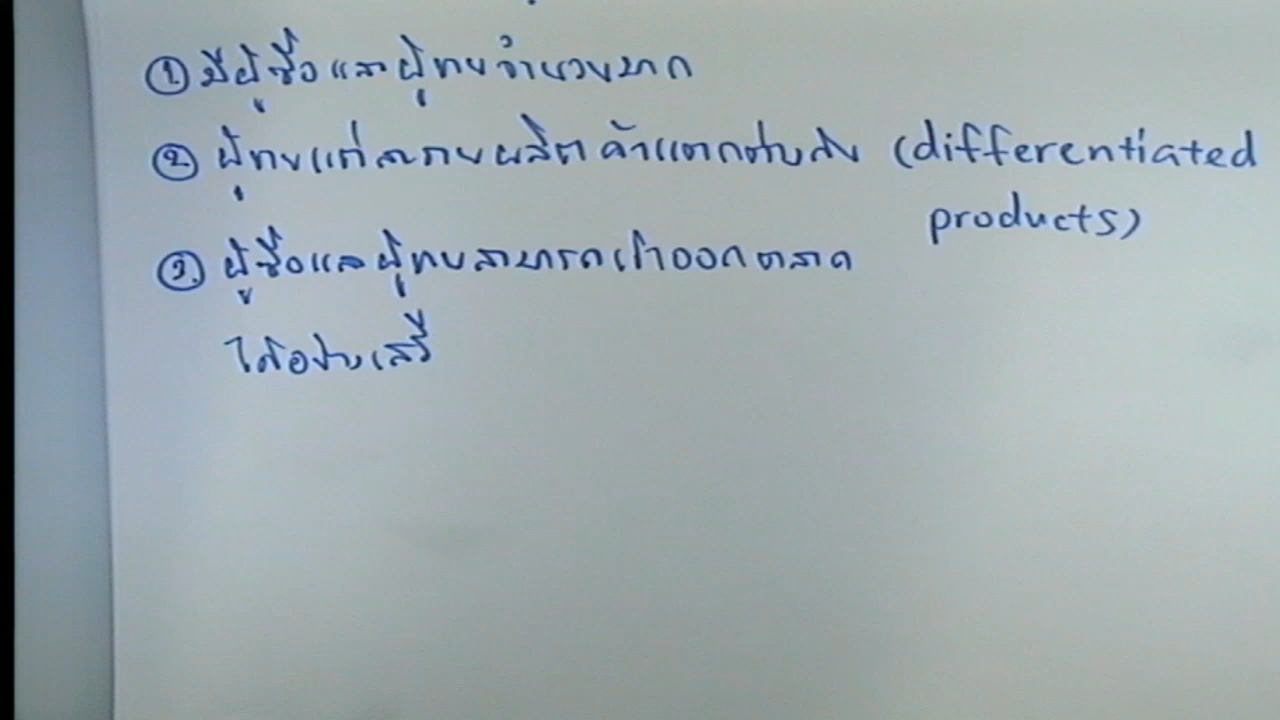 ① มีผู้ซื้อและผู้ขายจำนวนมาก
② ผู้ขายแต่ละรายผลิตสินค้าแตกต่างกัน (differentiated
products)
③ ผู้ซื้อและผู้ขายสามารถเข้าออกตลาด
ได้อย่างเสรี